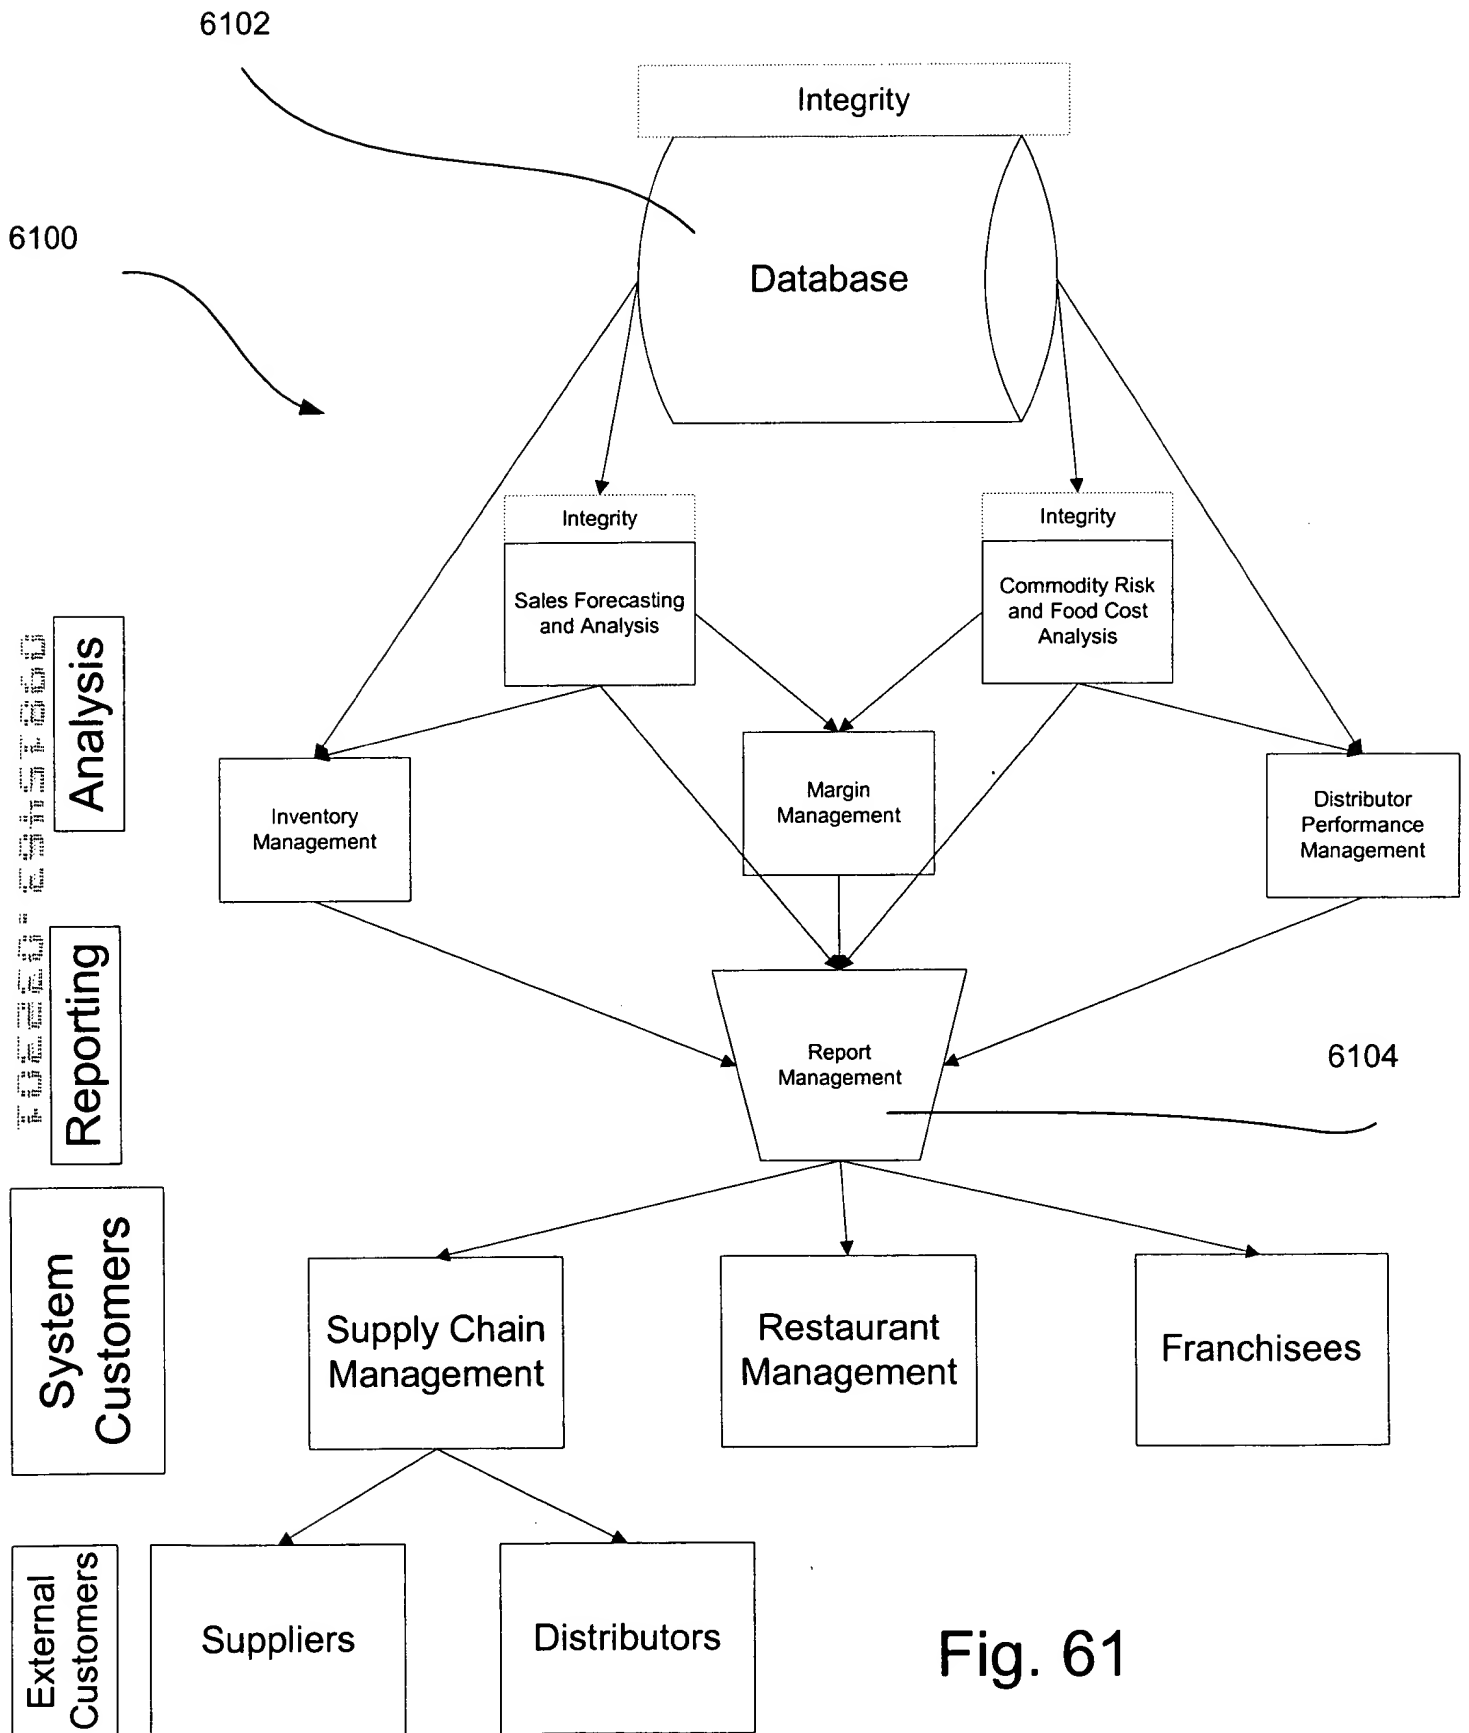 6102
Integrity
6100
Database
Integrity
Integrity
Sales Forecasting
and Analysis
Commodity Risk
and Food Cost
Analysis
Analysis
Inventory
Management
Margin
Management
Distributor
Performance
Management
Reporting
Report
Management
6104
System
Customers
Supply Chain
Management
Restaurant
Management
Franchisees
External
Customers
Suppliers
Distributors
Fig. 61